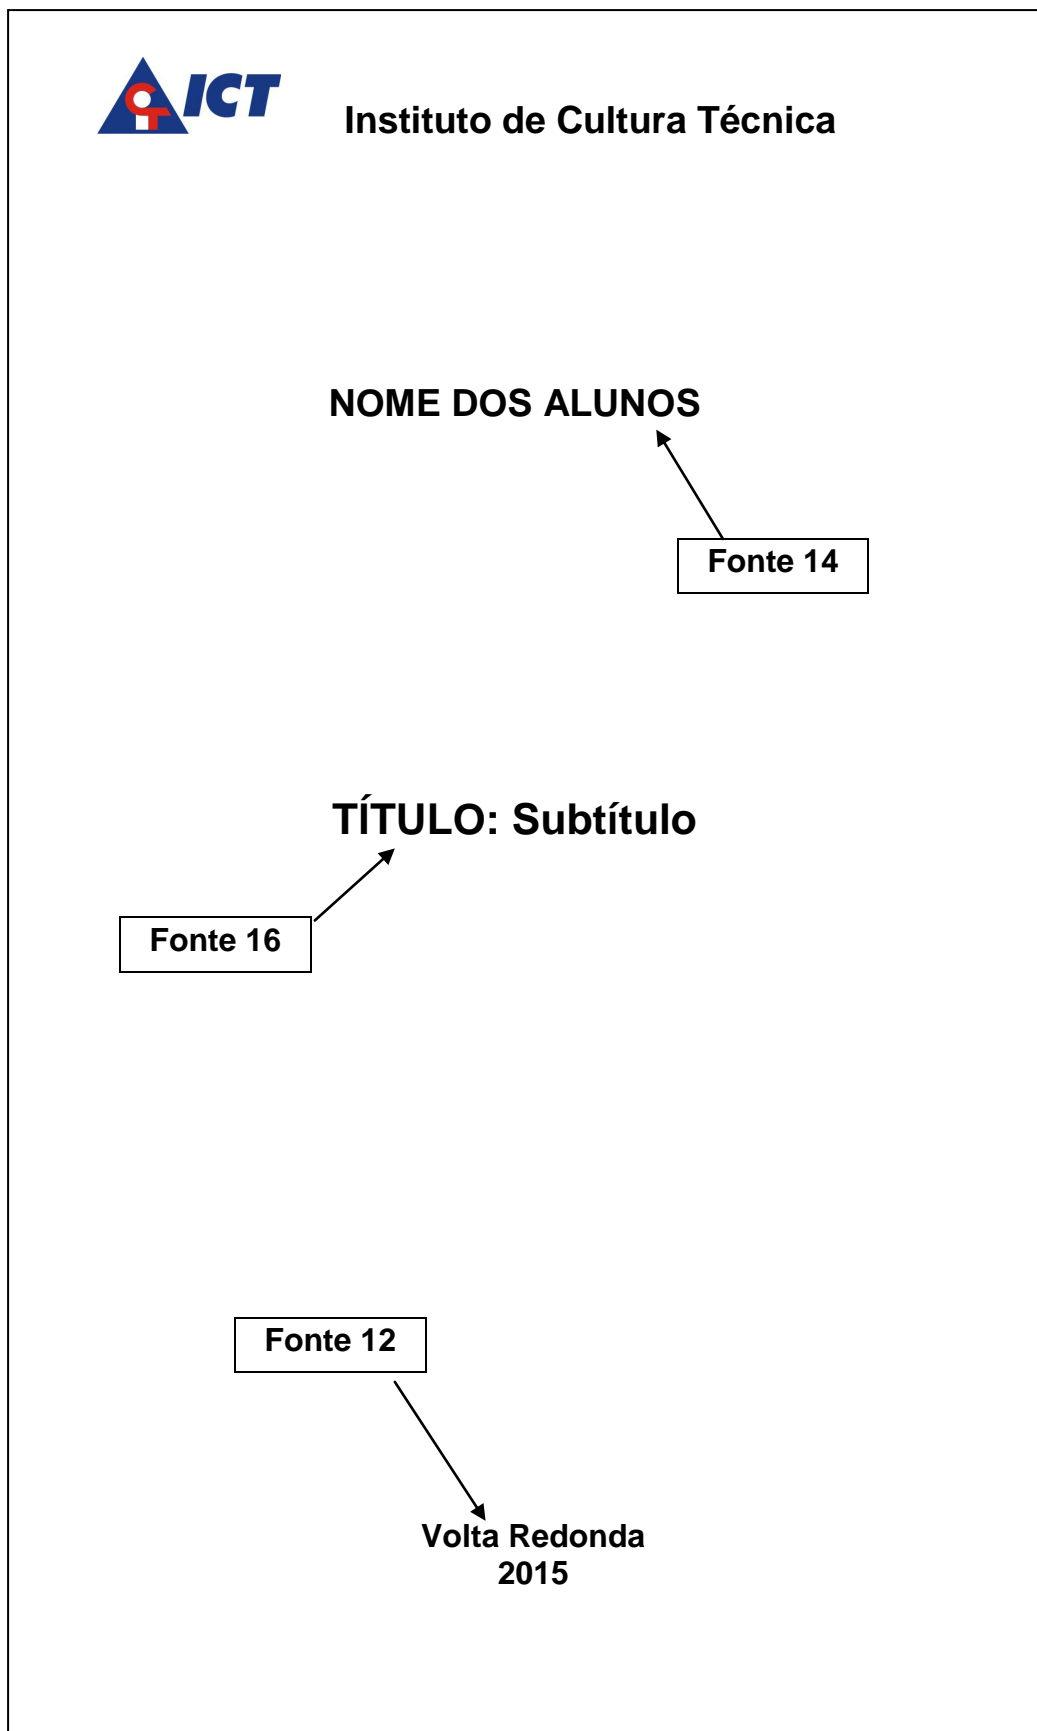 ICT
Instituto de Cultura Técnica
NOME DOS ALUNOS
Fonte 14
TÍTULO: Subtítulo
Fonte 16
Fonte 12
Volta Redonda
2015